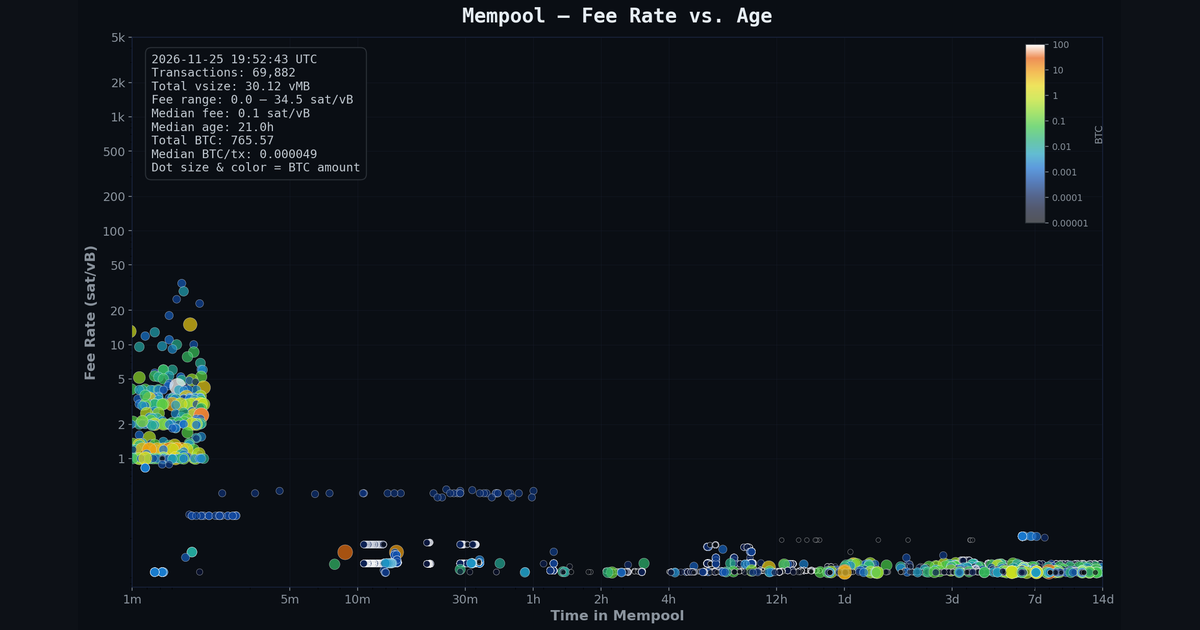 Mempool — Fee Rate vs. Age
2026-11-25 19:52:43 UTC
Transactions: 69,882
Total vsize: 30.12 vMB
Fee range: 0.0 – 34.5 sat/vB
Median fee: 0.1 sat/vB
Median age: 21.0h
Total BTC: 765.57
Median BTC/tx: 0.000049
Dot size & color = BTC amount
5k
2k
1k
500
200
100
50
20
10
5
2
1
Fee Rate (sat/vB)
100
10
1
0.1
0.01
0.001
0.0001
0.00001
BTC
1m 5m 10m 30m 1h 2h 4h 12h 1d 3d 7d 14d
Time in Mempool